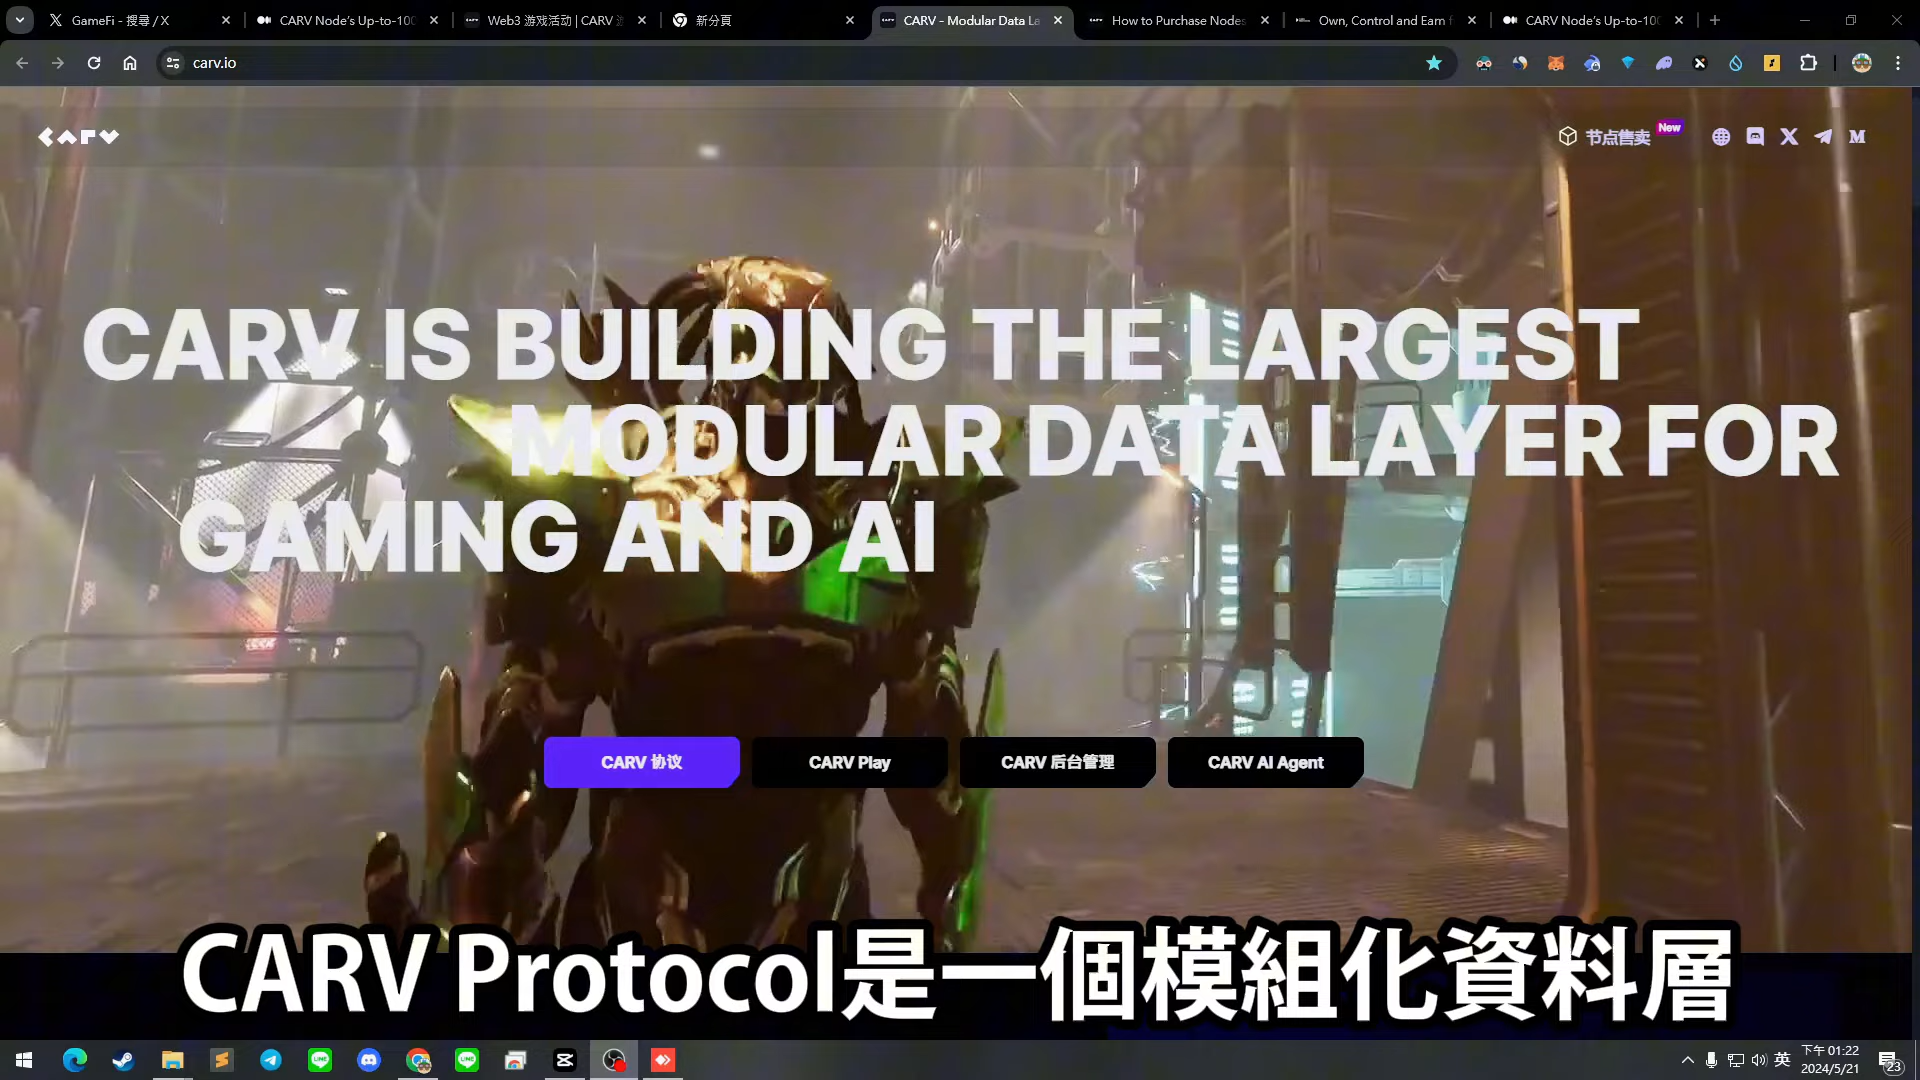 GameFi - 搜尋 / X
CARV Node's Up-to-100
Web3 游戏活动 | CARV 游
新分頁
CARV - Modular Data La
How to Purchase Nodes
Own, Control and Earn f
CARV Node's Up-to-100
carv.io
CARV
节点售卖
New
CARV IS BUILDING THE LARGEST
MODULAR DATA LAYER FOR
GAMING AND AI
CARV 协议
CARV Play
CARV 后台管理
CARV AI Agent
CARV Protocol是一個模組化資料層
英
下午 01:22
2024/5/21
23